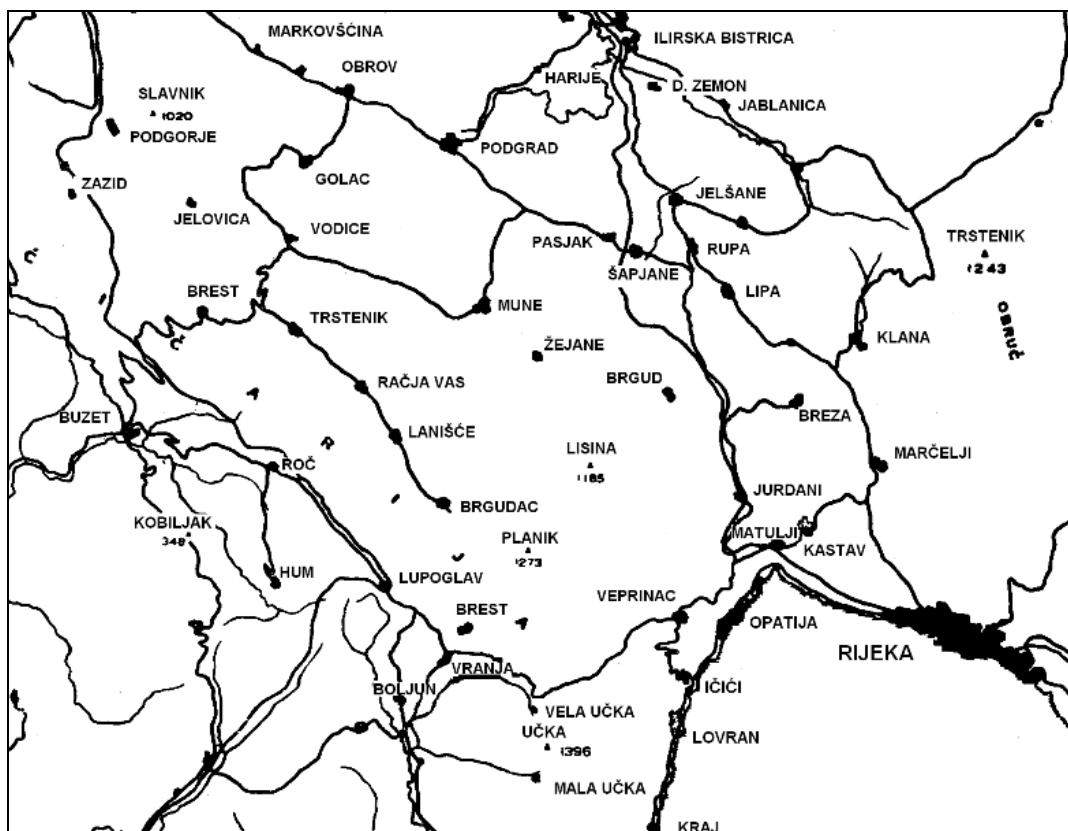 MARKOVŠĆINA
ILIRSKA BISTRICA
OBROV
HARIJE
D. ZEMON
SLAVNIK
1020
JABLANICA
PODGORJE
PODGRAD
GOLAC
ZAZID
JELŠANE
JELOVICA
VODICE
PASJAK
RUPA
TRSTENIK
1243
ŠAPJANE
Ć
BREST
MUNE
LIPA
OBRUČ
TRSTENIK
KLANA
Ć
ŽEJANE
RAČJA VAS
BRGUD
A
BUZET
BREZA
LANIŠĆE
R
LISINA
1185
MARČELJI
ROČ
JURDANI
BRGUDAC
KOBILJAK
348
PLANIK
1273
MATULJI
KASTAV
HUM
LUPOGLAV
VEPRINAC
BREST
A
OPATIJA
RIJEKA
VRANJA
BOLJUN
IČIĆI
VELA UČKA
UČKA
1396
LOVRAN
MALA UČKA
KRAJ